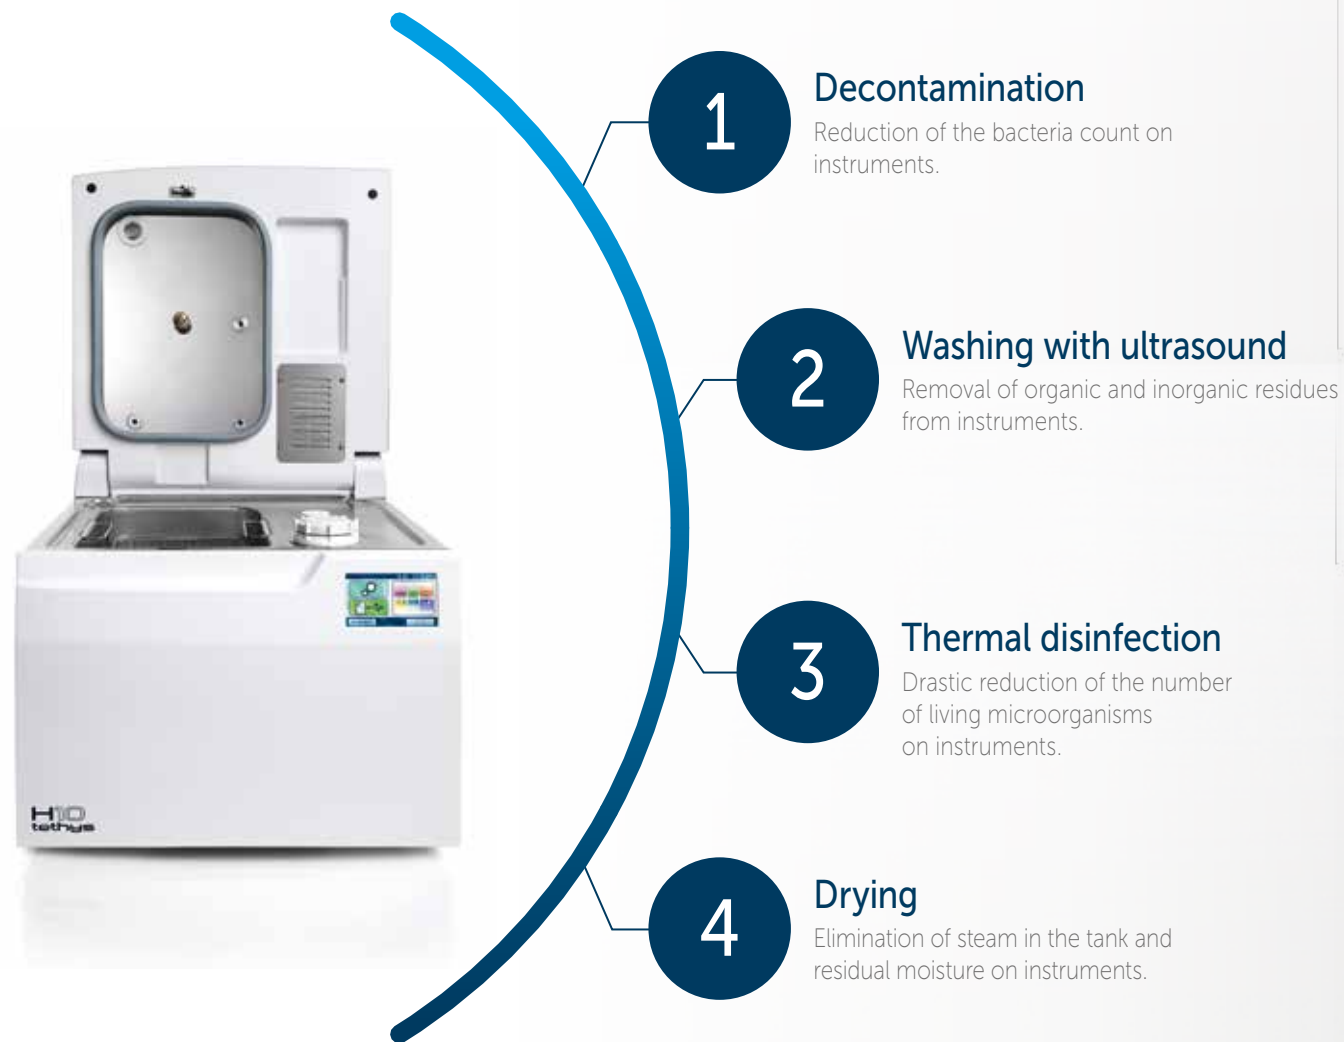 1
Decontamination
Reduction of the bacteria count on
instruments.
2
Washing with ultrasound
Removal of organic and inorganic residues
from instruments.
3
Thermal disinfection
Drastic reduction of the number
of living microorganisms
on instruments.
4
Drying
Elimination of steam in the tank and
residual moisture on instruments.
H10
tethys